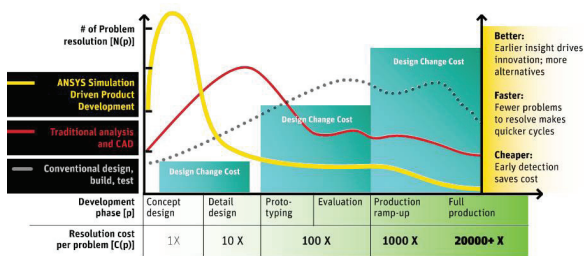 # of Problem
resolution [N(p)]
ANSYS Simulation
Driven Product
Development
Traditional analysis
and CAD
Conventional design,
build, test
Design Change Cost
Design Change Cost
Design Change Cost
Better:
Earlier insight drives
innovation; more
alternatives
Faster:
Fewer problems
to resolve makes
quicker cycles
Cheaper:
Early detection
saves cost
Development
phase [p]
Concept
design
Detail
design
Proto-
typing
Evaluation
Production
ramp-up
Full
production
Resolution cost
per problem [C(p)]
1X
10 X
100 X
1000 X
20000+ X